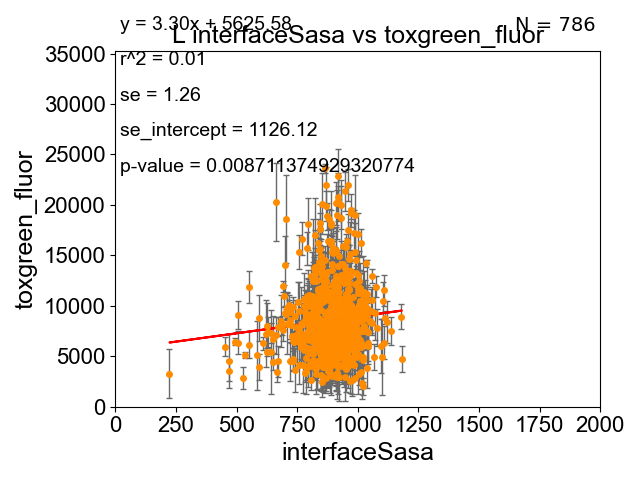 y = 3.30x + 5625.58
N = 786
L interfaceSasa vs toxgreen_fluor
r^2 = 0.01
se = 1.26
se_intercept = 1126.12
p-value = 0.008711374929320774
35000
30000
25000
20000
15000
10000
5000
0
toxgreen_fluor
0 250 500 750 1000 1250 1500 1750 2000
interfaceSasa